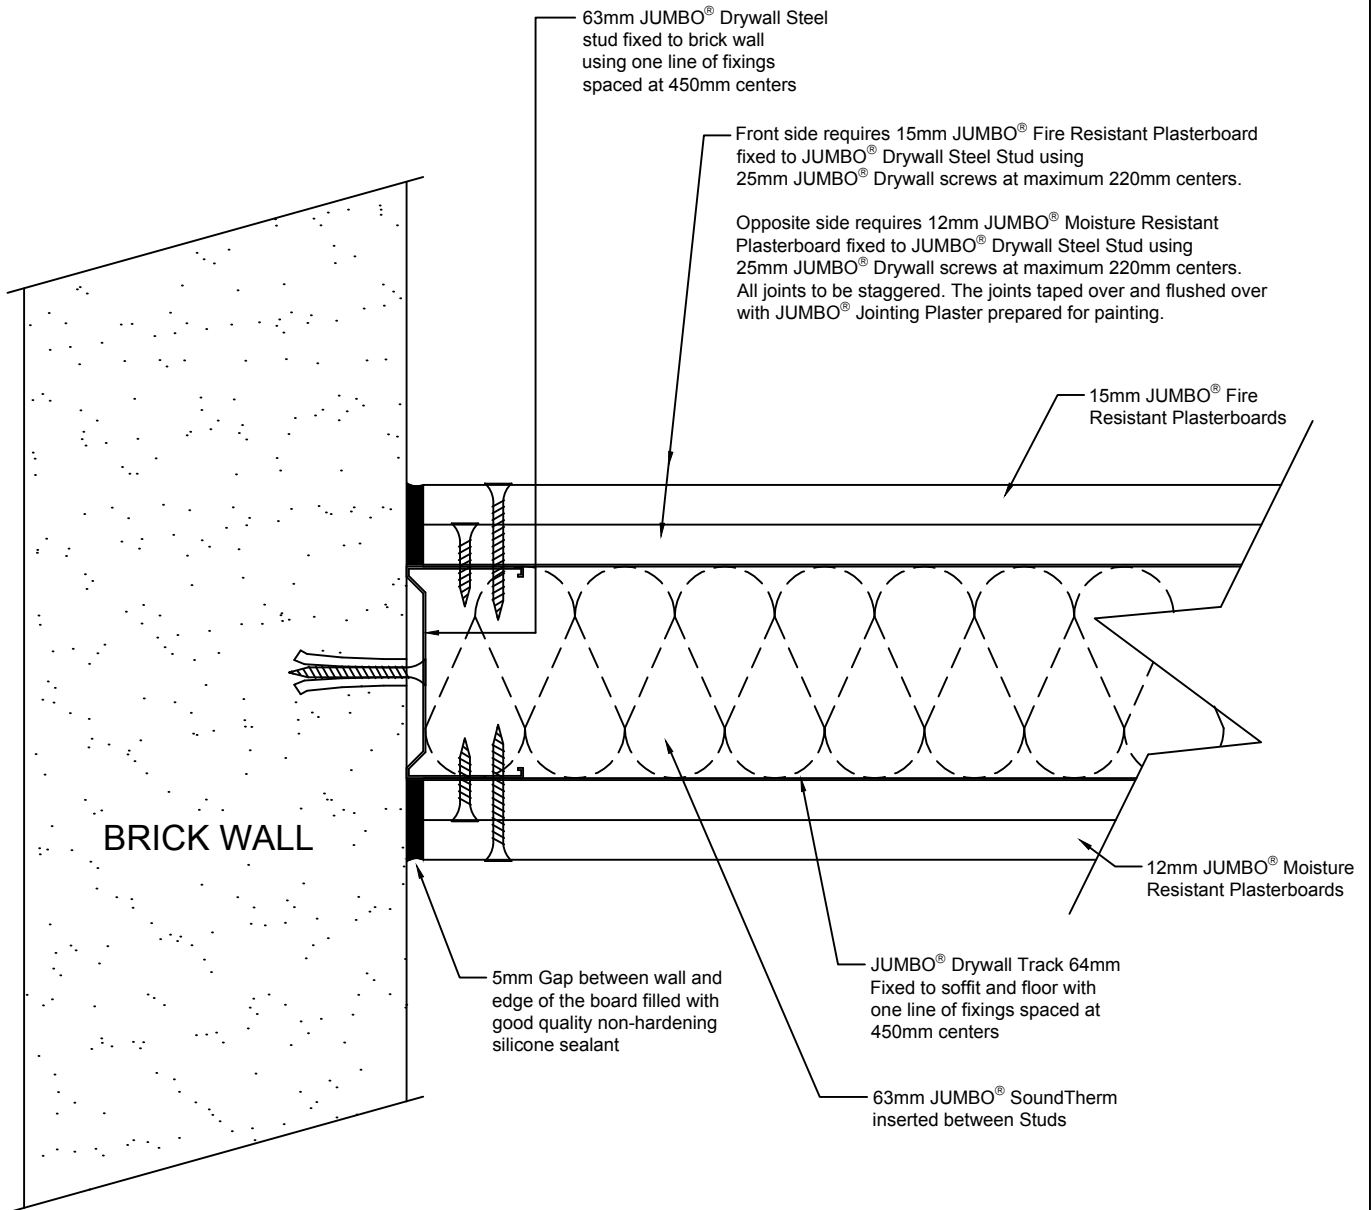 63mm JUMBO® Drywall Steel
stud fixed to brick wall
using one line of fixings
spaced at 450mm centers
Front side requires 15mm JUMBO® Fire Resistant Plasterboard
fixed to JUMBO® Drywall Steel Stud using
25mm JUMBO® Drywall screws at maximum 220mm centers.
Opposite side requires 12mm JUMBO® Moisture Resistant
Plasterboard fixed to JUMBO® Drywall Steel Stud using
25mm JUMBO® Drywall screws at maximum 220mm centers.
All joints to be staggered. The joints taped over and flushed over
with JUMBO® Jointing Plaster prepared for painting.
15mm JUMBO® Fire
Resistant Plasterboards
BRICK WALL
12mm JUMBO® Moisture
Resistant Plasterboards
5mm Gap between wall and
edge of the board filled with
good quality non-hardening
silicone sealant
JUMBO® Drywall Track 64mm
Fixed to soffit and floor with
one line of fixings spaced at
450mm centers
63mm JUMBO® SoundTherm
inserted between Studs